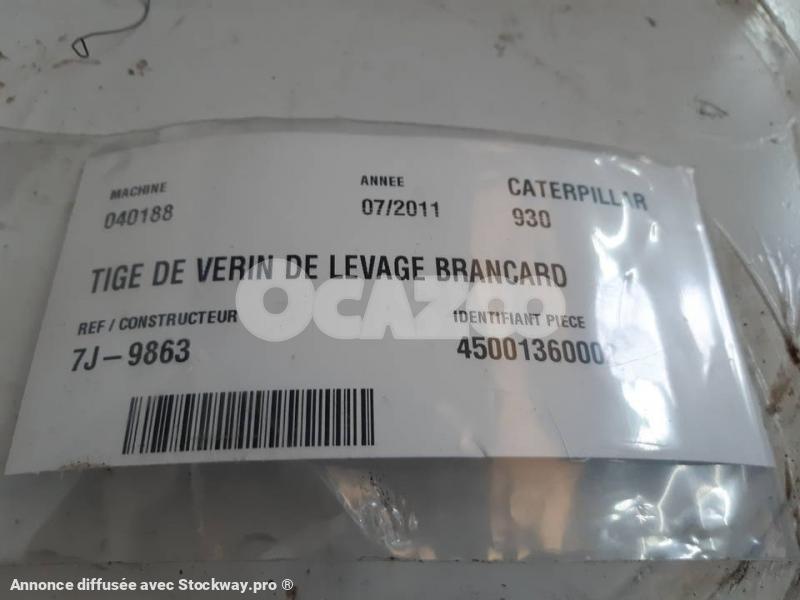 MACHINE ANNEE CATERPILLAR
040188 07/2011 930
TIGE DE VERIN DE LEVAGE BRANCARD
OCAZOO
REF / CONSTRUCTEUR IDENTIFIANT PIECE
7J-9863
Annonce diffusée avec Stockway.pro ®